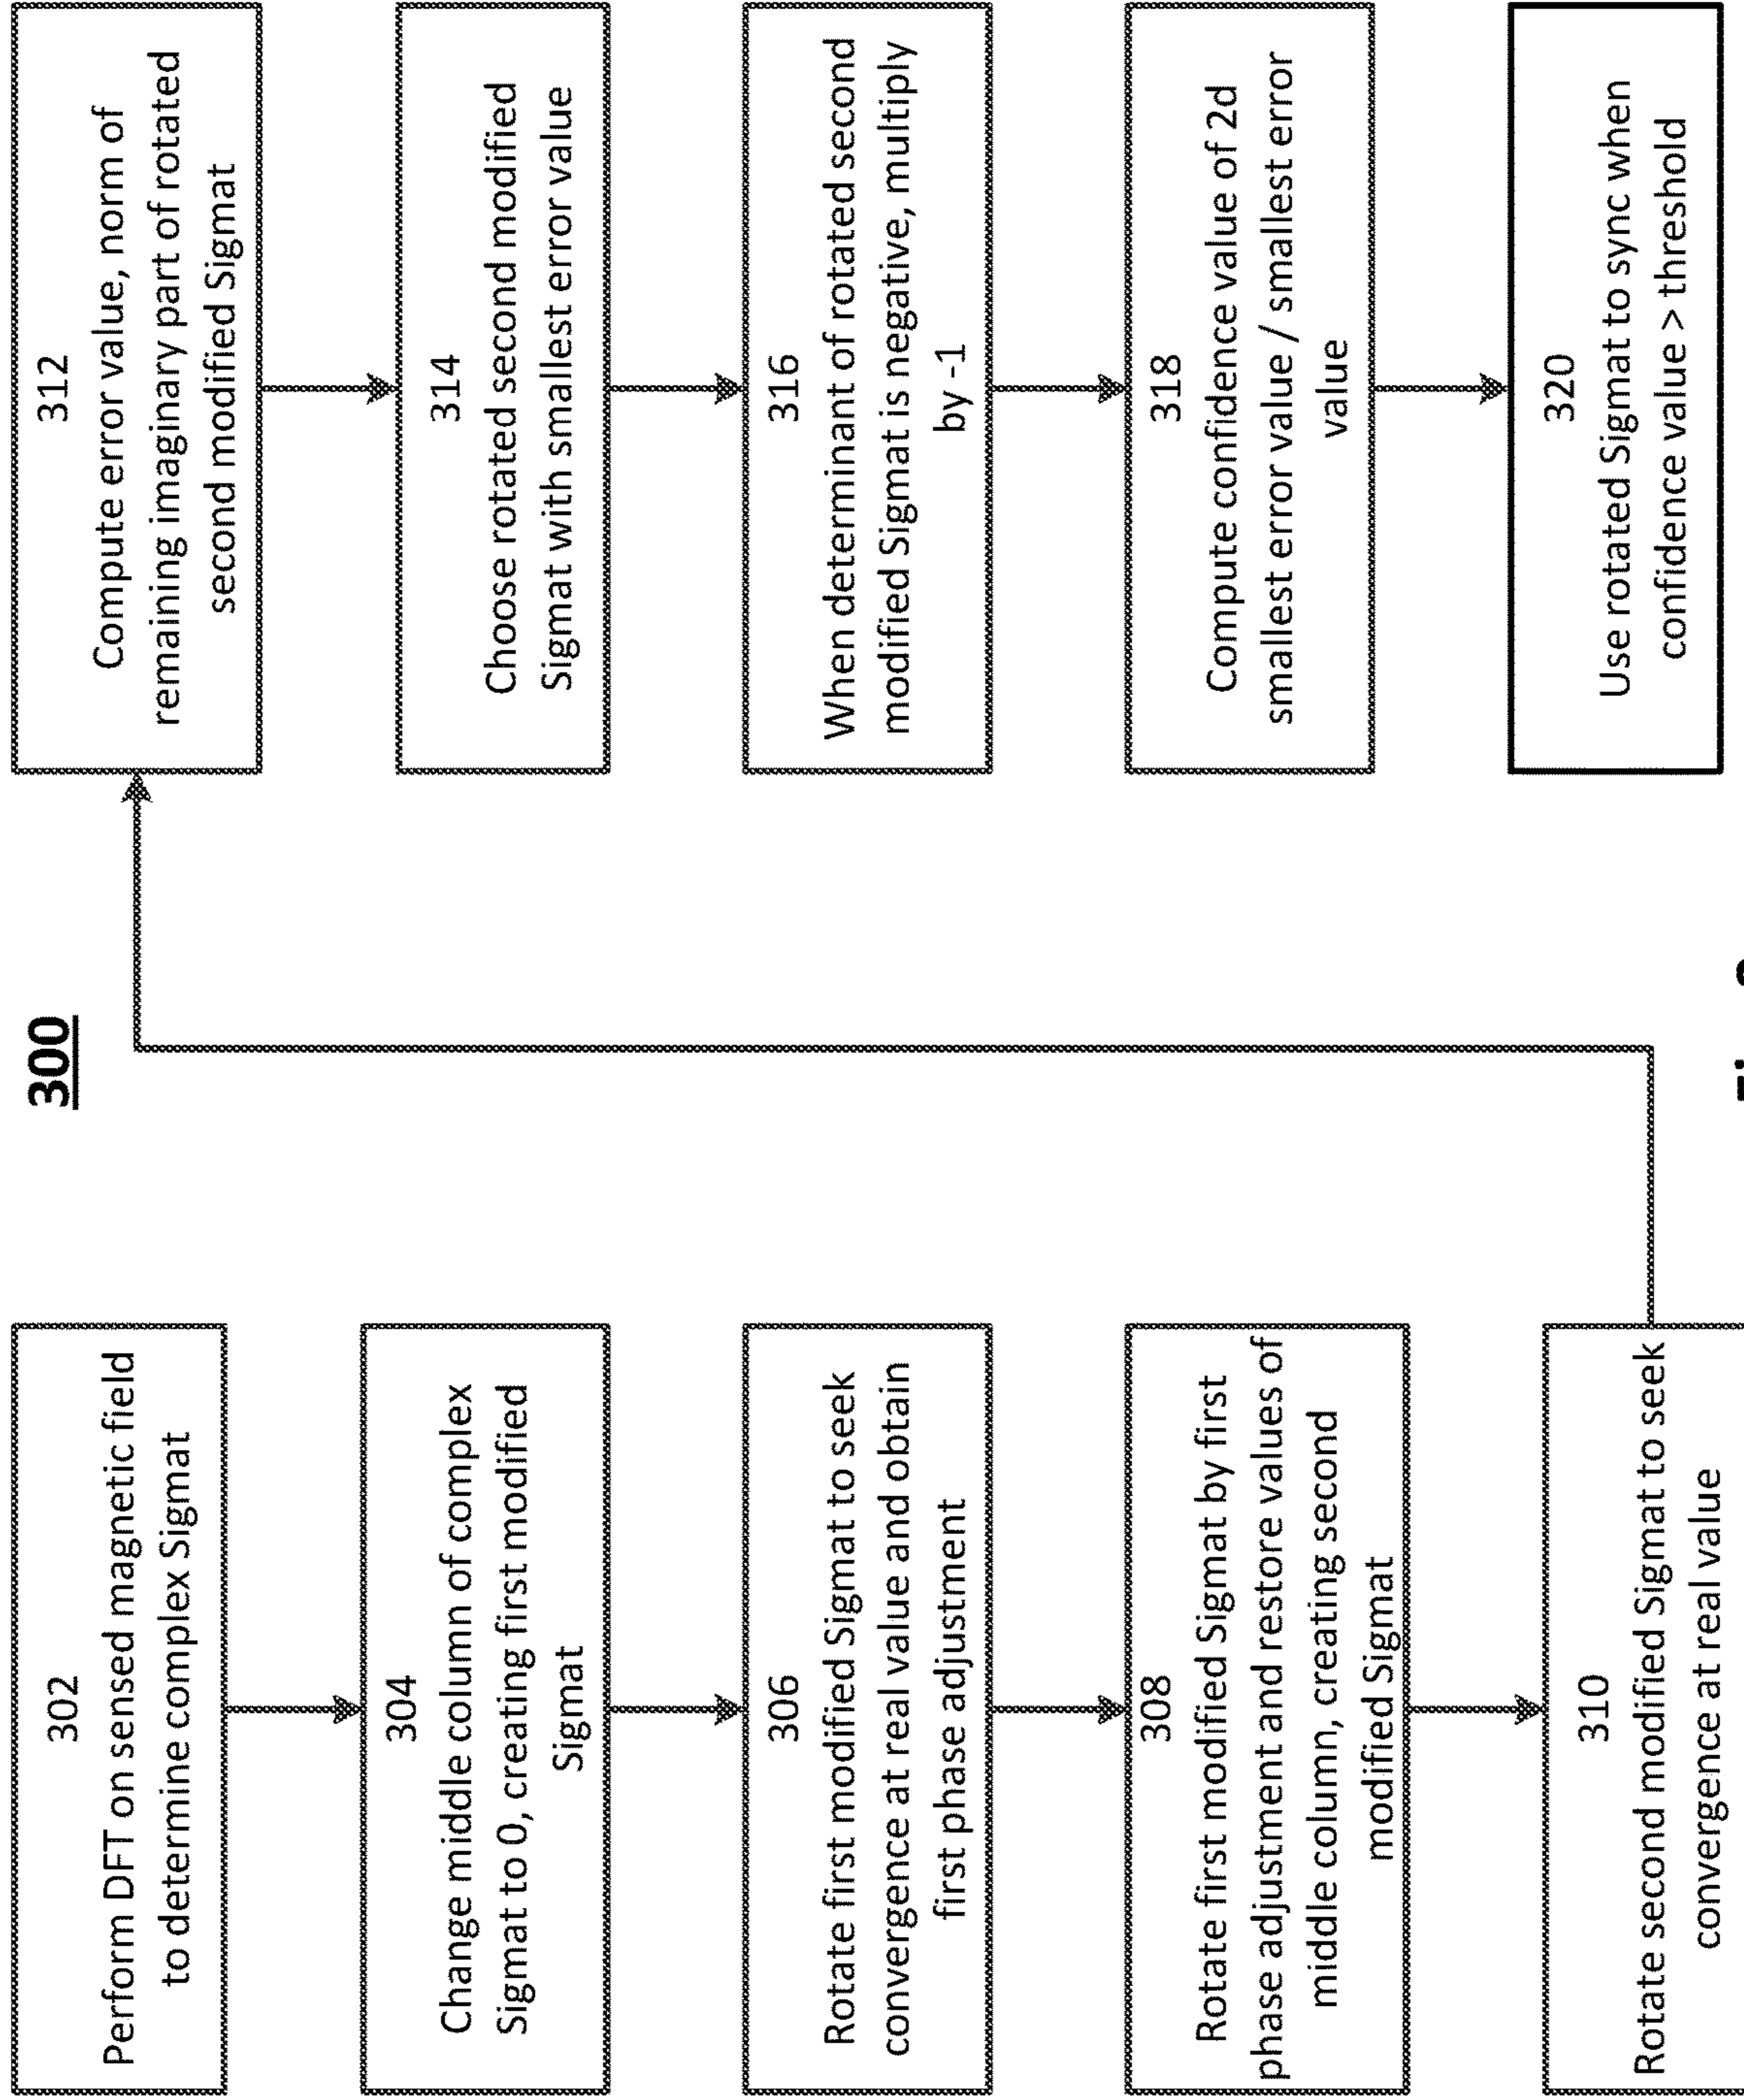 300
302
Perform DFT on sensed magnetic field
to determine complex Sigmat
304
Change middle column of complex
Sigmat to 0, creating first modified
Sigmat
306
Rotate first modified Sigmat to seek
convergence at real value and obtain
first phase adjustment
308
Rotate first modified Sigmat by first
phase adjustment and restore values of
middle column, creating second
modified Sigmat
310
Rotate second modified Sigmat to seek
convergence at real value
312
Compute error value, norm of
remaining imaginary part of rotated
second modified Sigmat
314
Choose rotated second modified
Sigmat with smallest error value
316
When determinant of rotated second
modified Sigmat is negative, multiply
by -1
318
Compute confidence value of 2d
smallest error value / smallest error
value
320
Use rotated Sigmat to sync when
confidence value > threshold